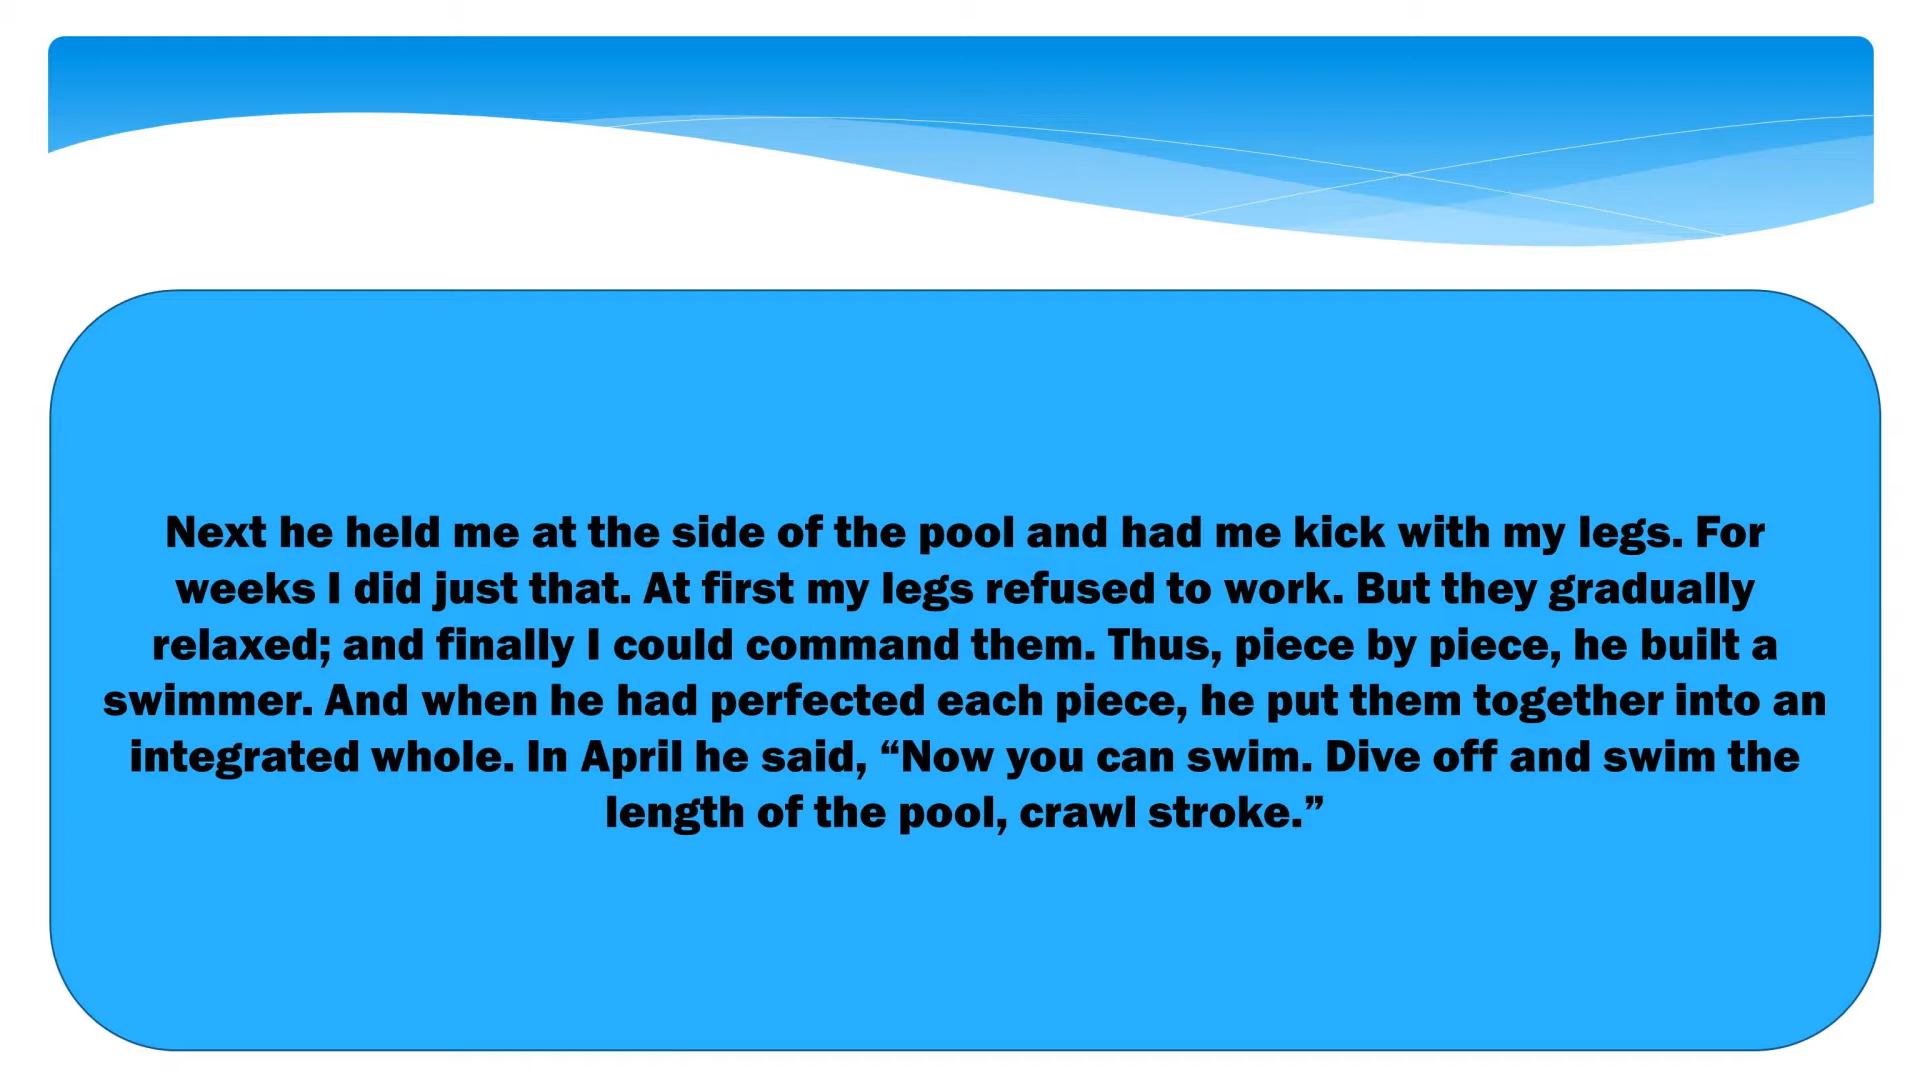 Next he held me at the side of the pool and had me kick with my legs. For
weeks I did just that. At first my legs refused to work. But they gradually
relaxed; and finally I could command them. Thus, piece by piece, he built a
swimmer. And when he had perfected each piece, he put them together into an
integrated whole. In April he said, “Now you can swim. Dive off and swim the
length of the pool, crawl stroke.”